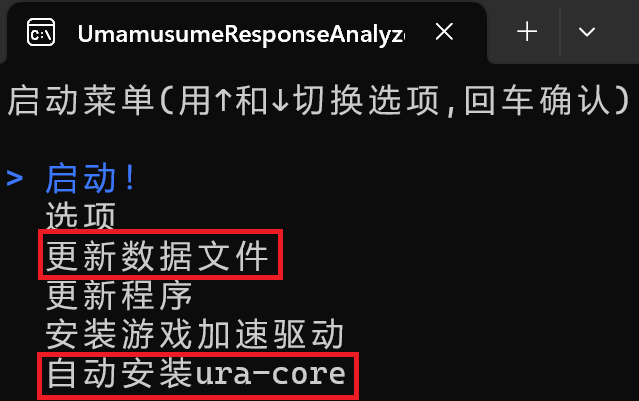 UmamusumeResponseAnalyz
启动菜单(用↑和↓切换选项,回车确认)
> 启动!
选项
更新数据文件
更新程序
安装游戏加速驱动
自动安装ura-core